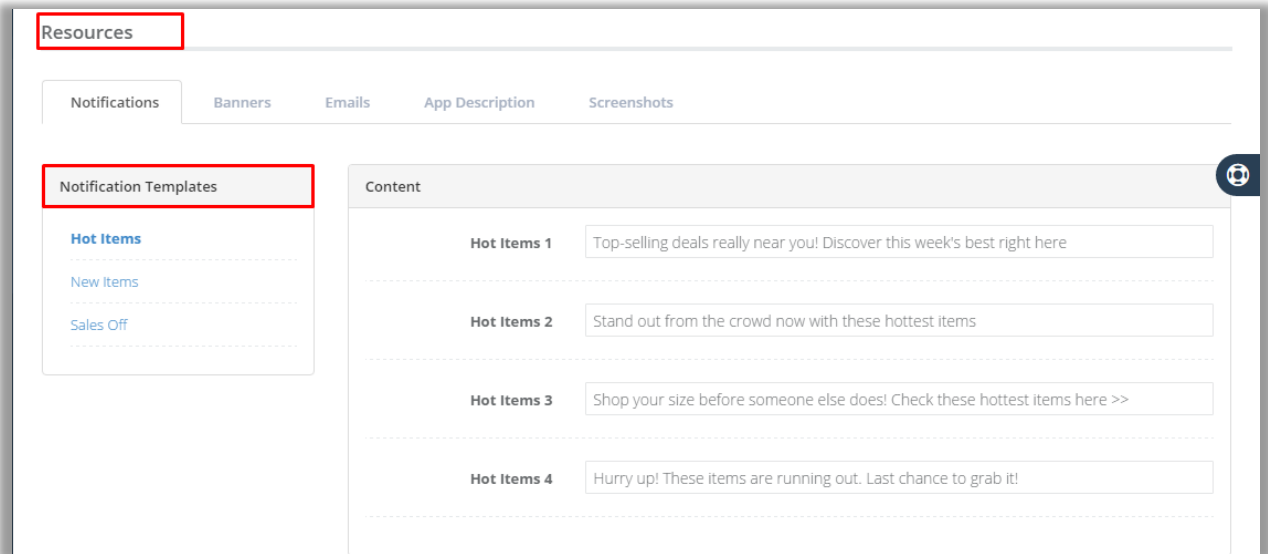 Resources
Notifications Banners Emails App Description Screenshots
Notification Templates
Hot Items
New Items
Sales Off
Content
Hot Items 1 Top-selling deals really near you! Discover this week's best right here
Hot Items 2 Stand out from the crowd now with these hottest items
Hot Items 3 Shop your size before someone else does! Check these hottest items here >>
Hot Items 4 Hurry up! These items are running out. Last chance to grab it!